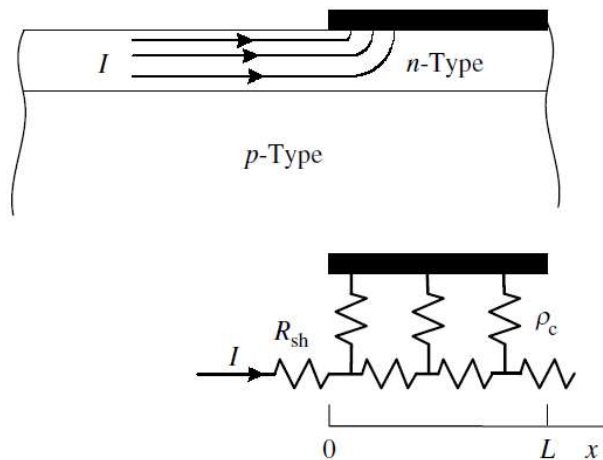 I
n-Type
p-Type
R_sh
ρ_c
I
0 L x